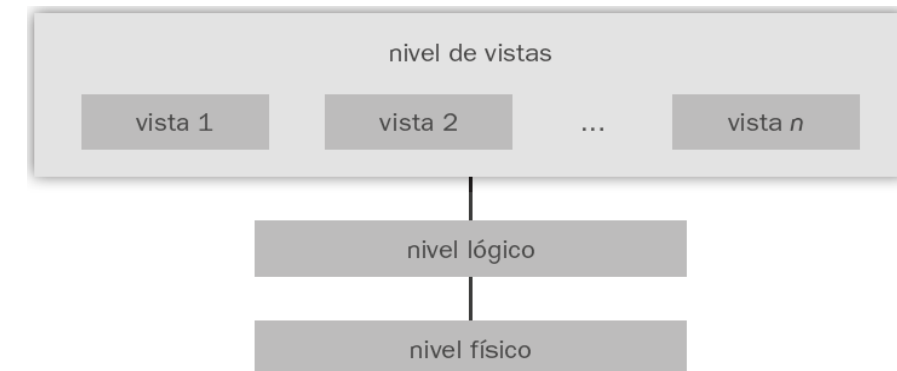 nivel de vistas
vista 1 vista 2 ... vista n
nivel lógico
nivel físico